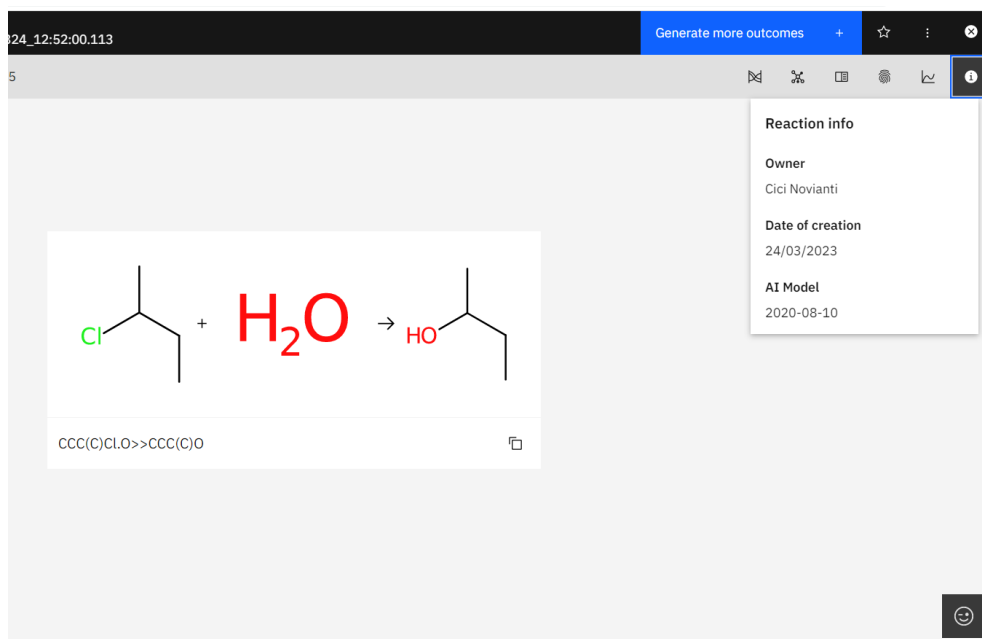 324_12:52:00.113
Generate more outcomes +
5
Reaction info
Owner
Cici Novianti
Date of creation
24/03/2023
AI Model
2020-08-10
Cl + H₂O → HO
CCC(C)Cl.O>>CCC(C)O